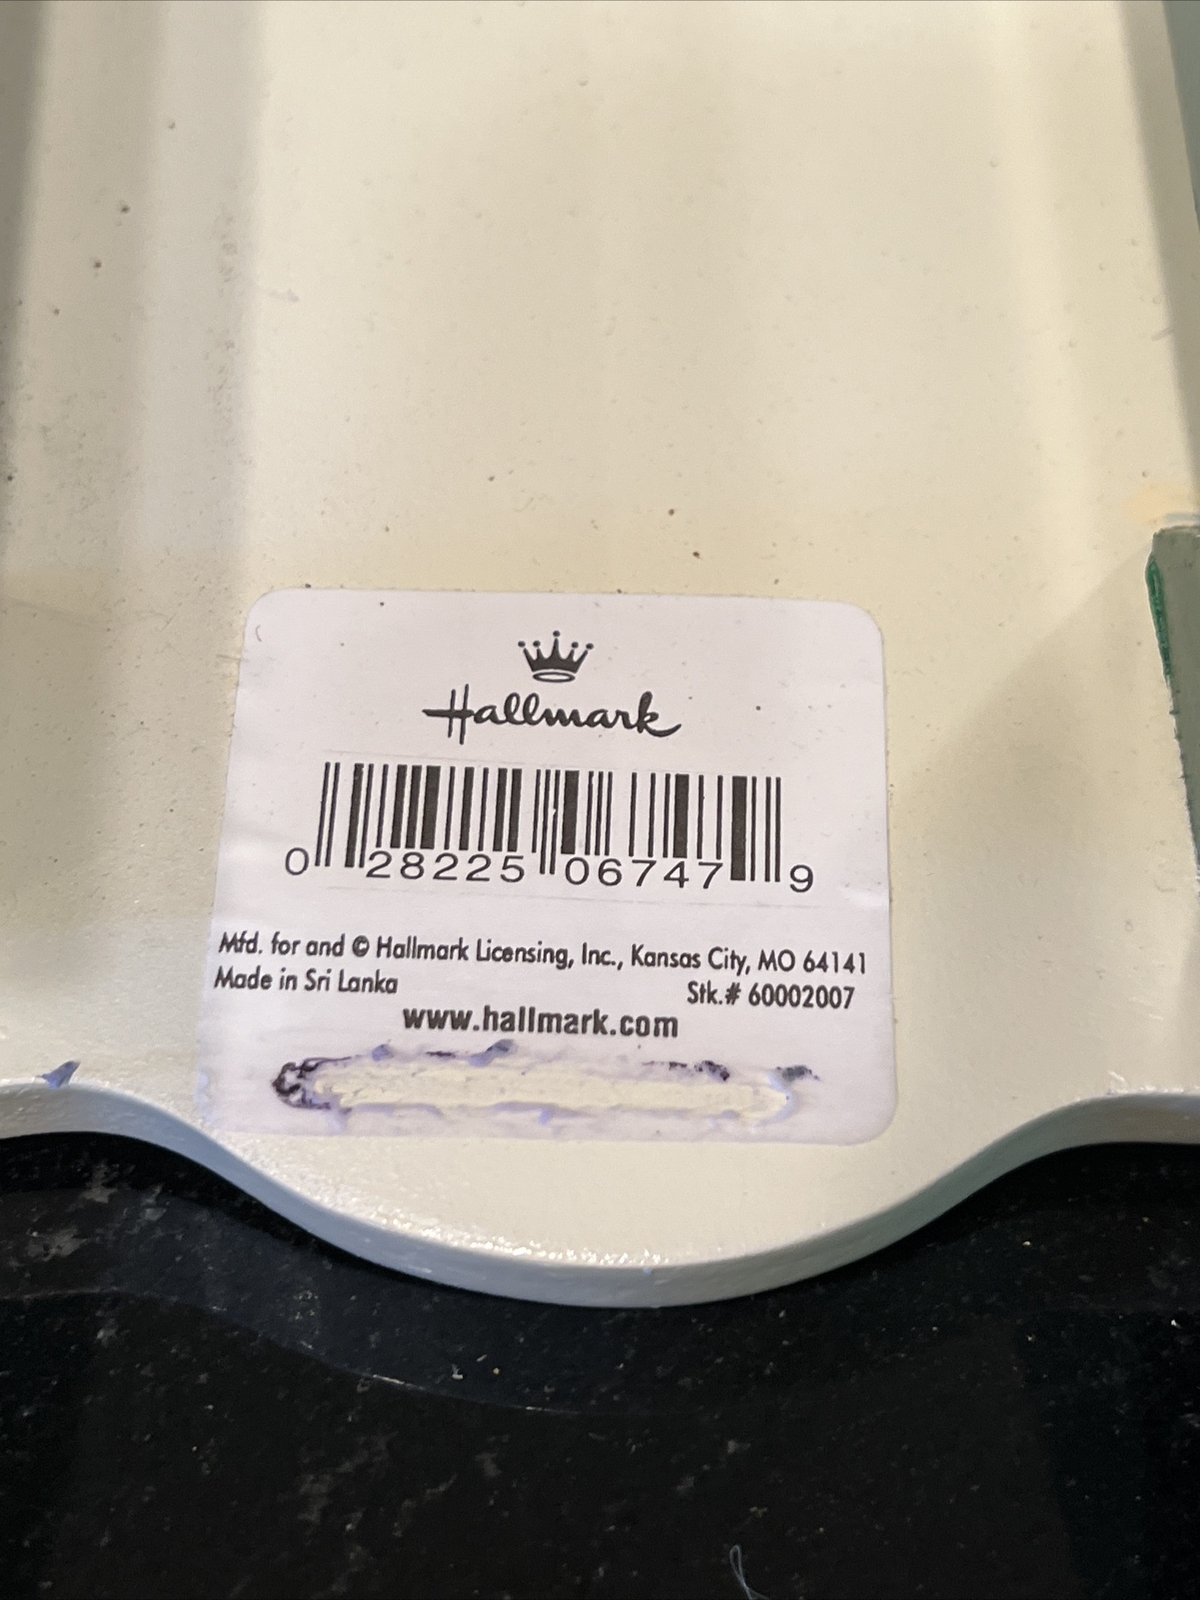 Hallmark
0 28225 06747 9
Mfd. for and © Hallmark Licensing, Inc., Kansas City, MO 64141
Made in Sri Lanka Stk.# 60002007
www.hallmark.com